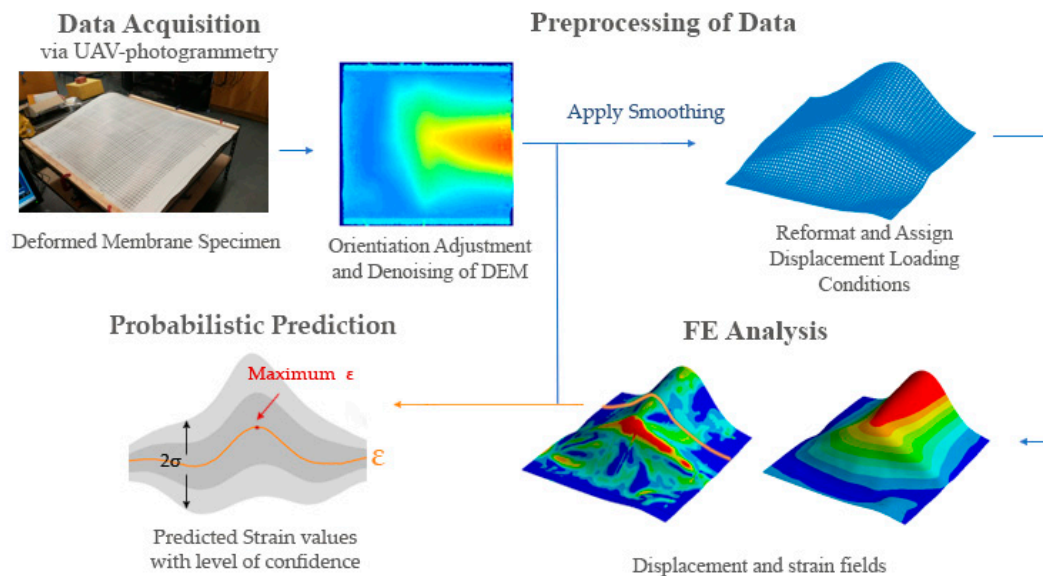 Data Acquisition
via UAV-photogrammetry
Deformed Membrane Specimen
Preprocessing of Data
Orientiation Adjustment
and Denoising of DEM
Apply Smoothing
Reformat and Assign
Displacement Loading
Conditions
Probabilistic Prediction
Maximum ε
2σ
ε
Predicted Strain values
with level of confidence
FE Analysis
Displacement and strain fields